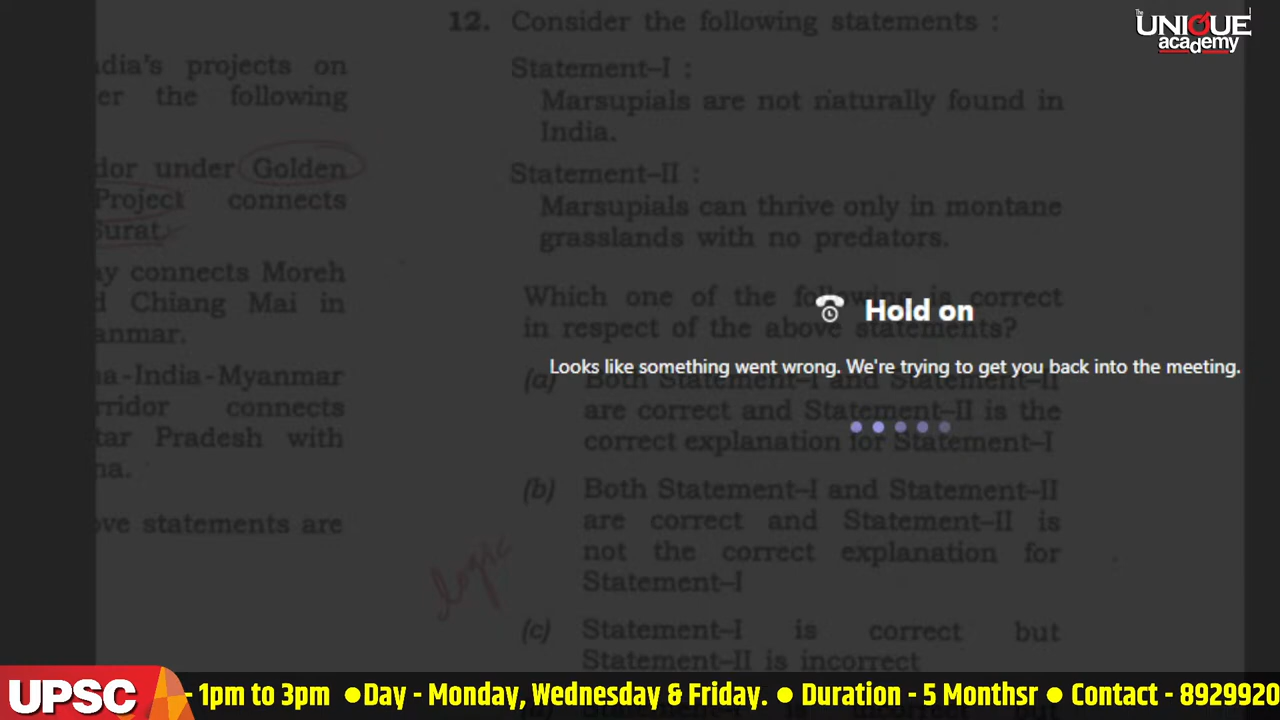 The
UNIQUE
academy
dia's projects on
er the following
dor under Golden
Project connects
Surat.
ay connects Moreh
d Chiang Mai in
anmar.
na-India-Myanmar
rridor connects
tar Pradesh with
na.
ove statements are
12. Consider the following statements :
Statement-I :
Marsupials are not naturally found in
India.
Statement-II :
Marsupials can thrive only in montane
grasslands with no predators.
Which one of the following is correct
in respect of the above statements?
Hold on
Looks like something went wrong. We're trying to get you back into the meeting.
(a) Both Statement-I and Statement-II
are correct and Statement-II is the
correct explanation for Statement-I
(b) Both Statement-I and Statement-II
are correct and Statement-II is
not the correct explanation for
Statement-I
logic
(c) Statement-I is correct but
Statement-II is incorrect
UPSC
- 1pm to 3pm ●Day - Monday, Wednesday & Friday. ● Duration - 5 Monthsr ● Contact - 8929920